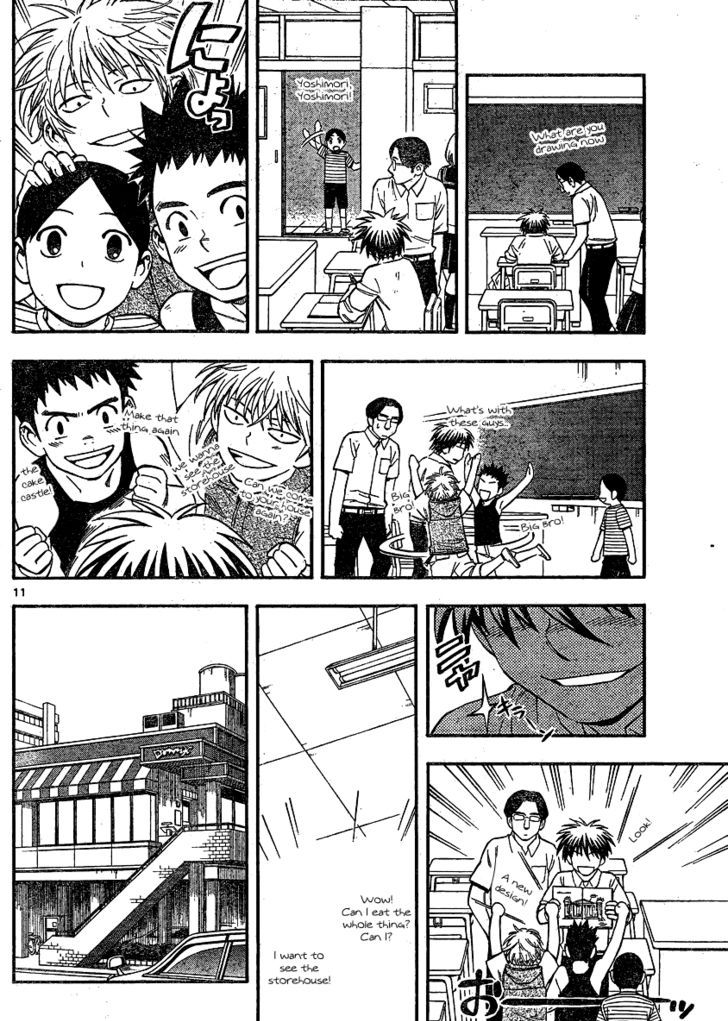 What are you
drawing now
Yoshimori,
Yoshimori!
にょっ
What's with
these guys..
Big
Bro!
Big Bro!
Can we come
to your house
again?
we wanna
see the
storehouse
Make that
thing again
the
cake
castle!
11
キラーン
Look!
A new
design!
おーーッ
Wow!
Can I eat the
whole thing?
Can I?
I want to
see the
storehouse!